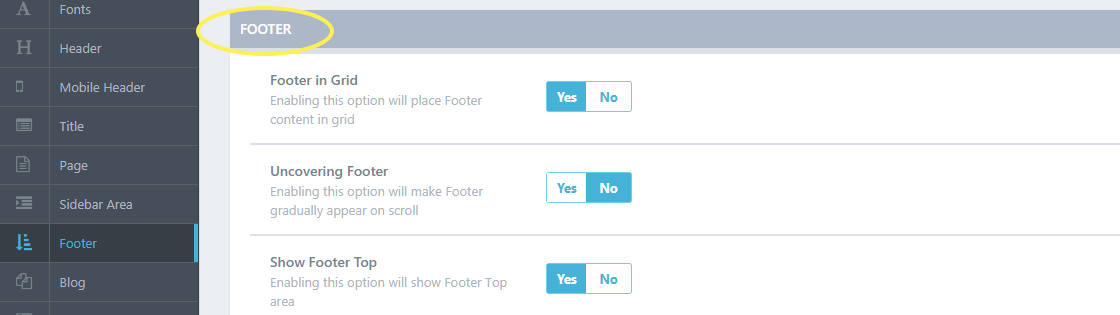 Fonts
Header
Mobile Header
Title
Page
Sidebar Area
Footer
Blog
FOOTER
Footer in Grid
Enabling this option will place Footer
content in grid
Yes No
Uncovering Footer
Enabling this option will make Footer
gradually appear on scroll
Yes No
Show Footer Top
Enabling this option will show Footer Top
area
Yes No